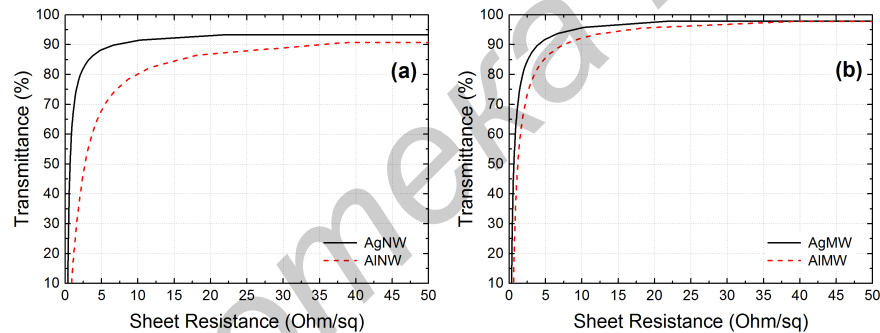 100
90
80
70
60
50
40
30
20
10
Transmittance (%)
(a)
AgNW
AlNW
0 5 10 15 20 25 30 35 40 45 50
Sheet Resistance (Ohm/sq)
100
90
80
70
60
50
40
30
20
10
Transmittance (%)
(b)
AgMW
AlMW
0 5 10 15 20 25 30 35 40 45 50
Sheet Resistance (Ohm/sq)